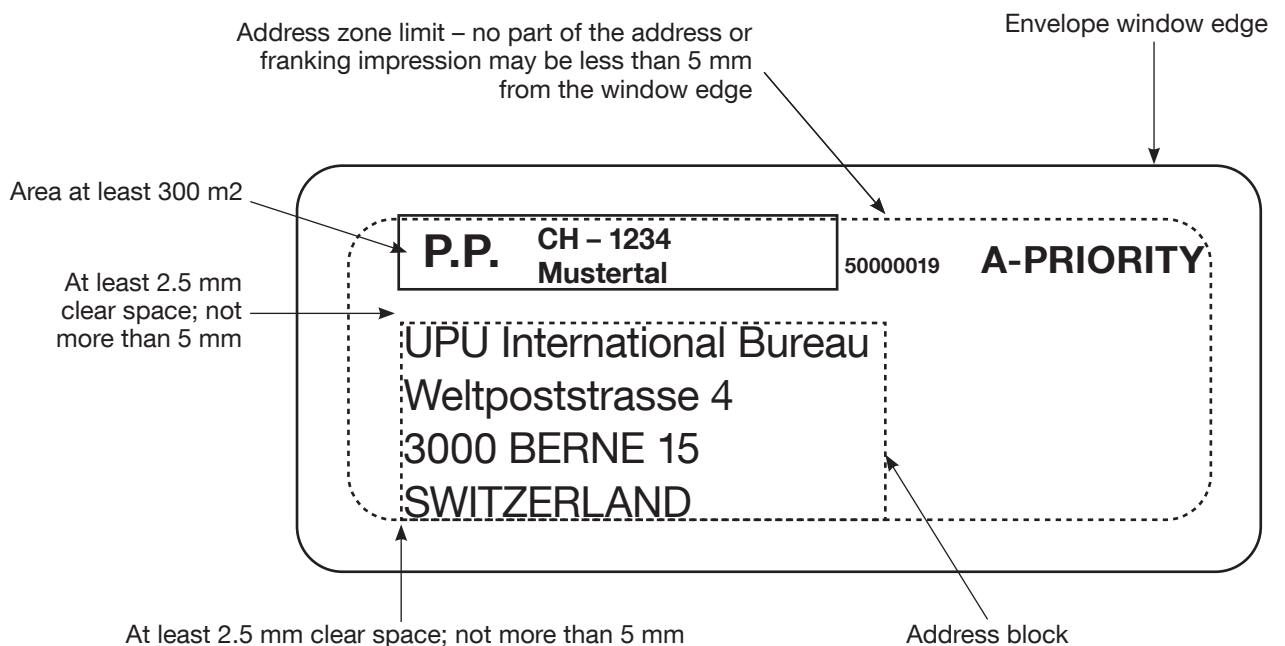 Address zone limit – no part of the address or
franking impression may be less than 5 mm
from the window edge
Envelope window edge
Area at least 300 m2
P.P.
CH – 1234
Mustertal
50000019
A-PRIORITY
At least 2.5 mm
clear space; not
more than 5 mm
UPU International Bureau
Weltpoststrasse 4
3000 BERNE 15
SWITZERLAND
At least 2.5 mm clear space; not more than 5 mm
Address block